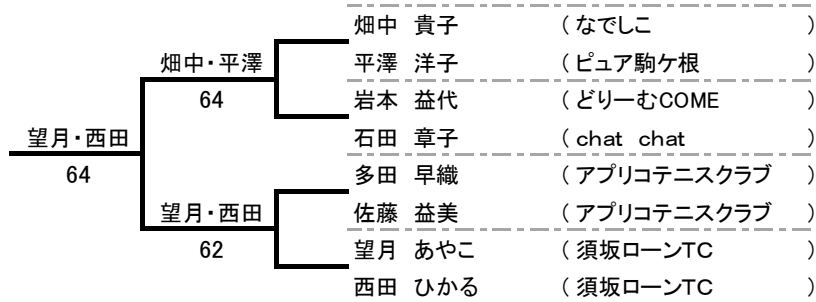 畑中 貴子 （ なでしこ ）
畑中・平澤 平澤 洋子 （ ピュア駒ケ根 ）
64 岩本 益代 （ どりーむCOME ）
望月・西田 石田 章子 （ chat chat ）
64 多田 早織 （ アプリコテニスクラブ ）
望月・西田 佐藤 益美 （ アプリコテニスクラブ ）
62 望月 あやこ （ 須坂ローンTC ）
西田 ひかる （ 須坂ローンTC ）